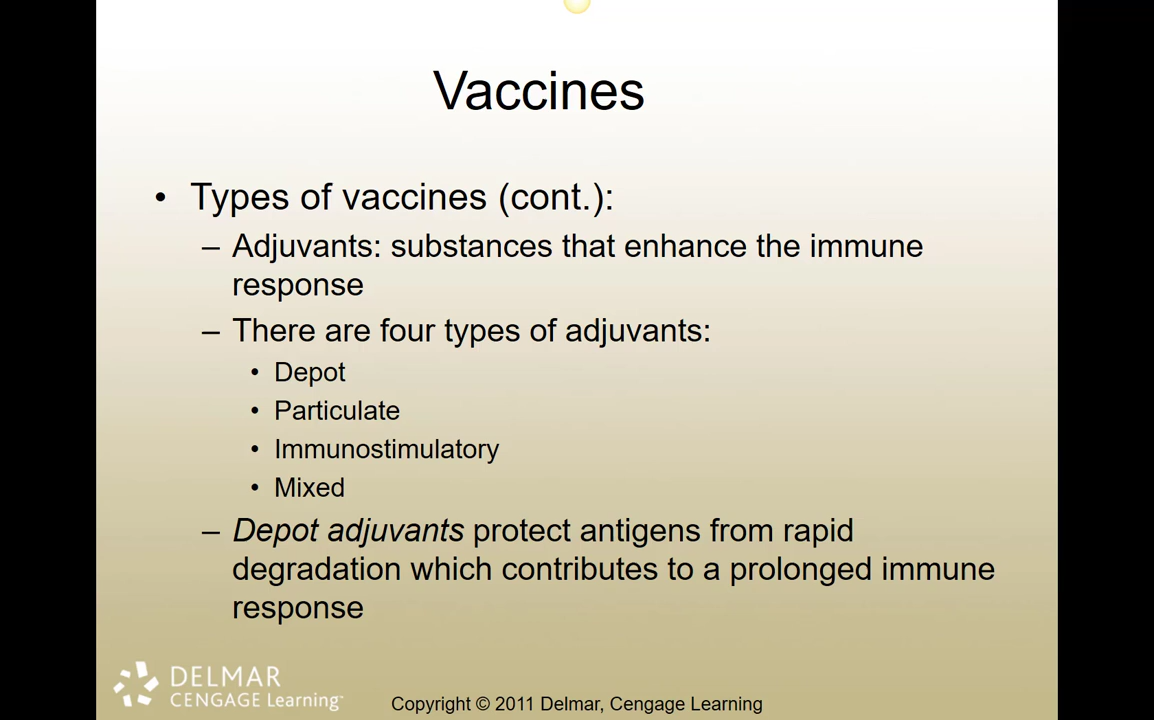 Vaccines
• Types of vaccines (cont.):
– Adjuvants: substances that enhance the immune
response
– There are four types of adjuvants:
• Depot
• Particulate
• Immunostimulatory
• Mixed
– Depot adjuvants protect antigens from rapid
degradation which contributes to a prolonged immune
response
DELMAR
CENGAGE Learning™
Copyright © 2011 Delmar, Cengage Learning